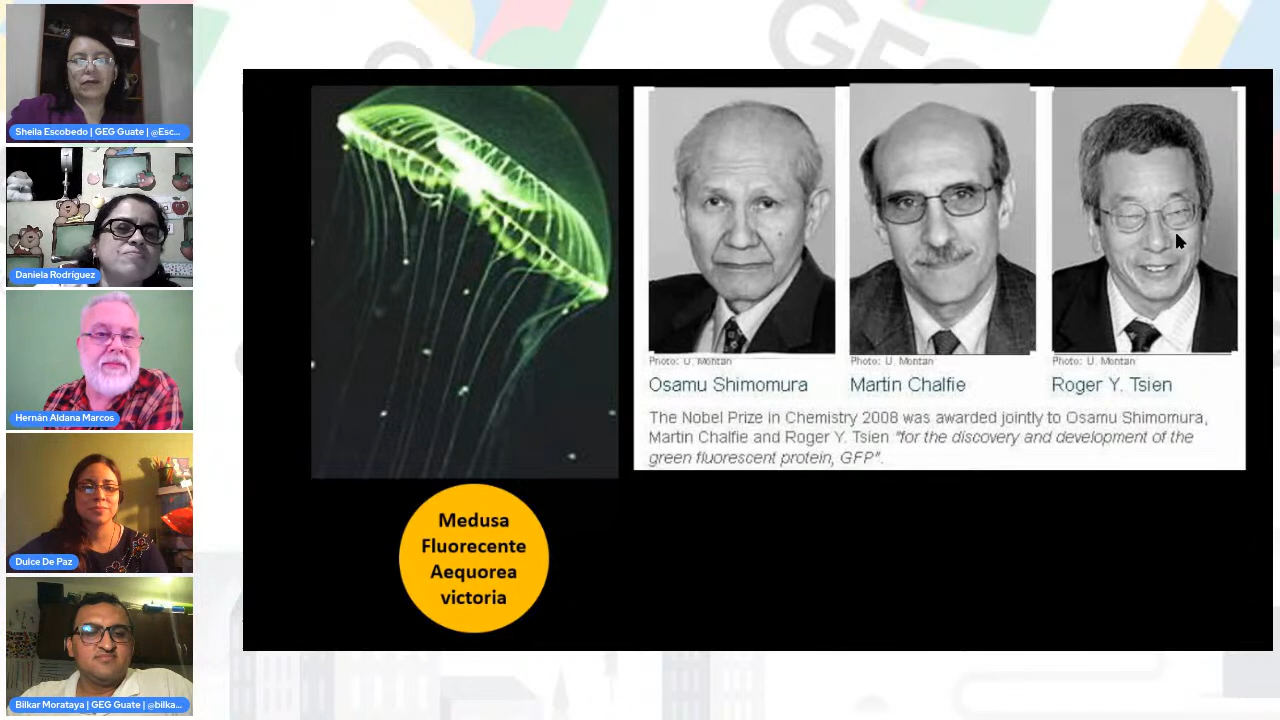 Sheila Escobedo | GEG Guate | @Esc...
Daniela Rodríguez
Hernán Aldana Marcos
Dulce De Paz
Bilkar Morataya | GEG Guate | @bilka...
Photo: U. Montan
Photo: U. Montan
Photo: U. Montan
Osamu Shimomura
Martin Chalfie
Roger Y. Tsien
The Nobel Prize in Chemistry 2008 was awarded jointly to Osamu Shimomura,
Martin Chalfie and Roger Y. Tsien "for the discovery and development of the
green fluorescent protein, GFP".
Medusa
Fluorecente
Aequorea
victoria